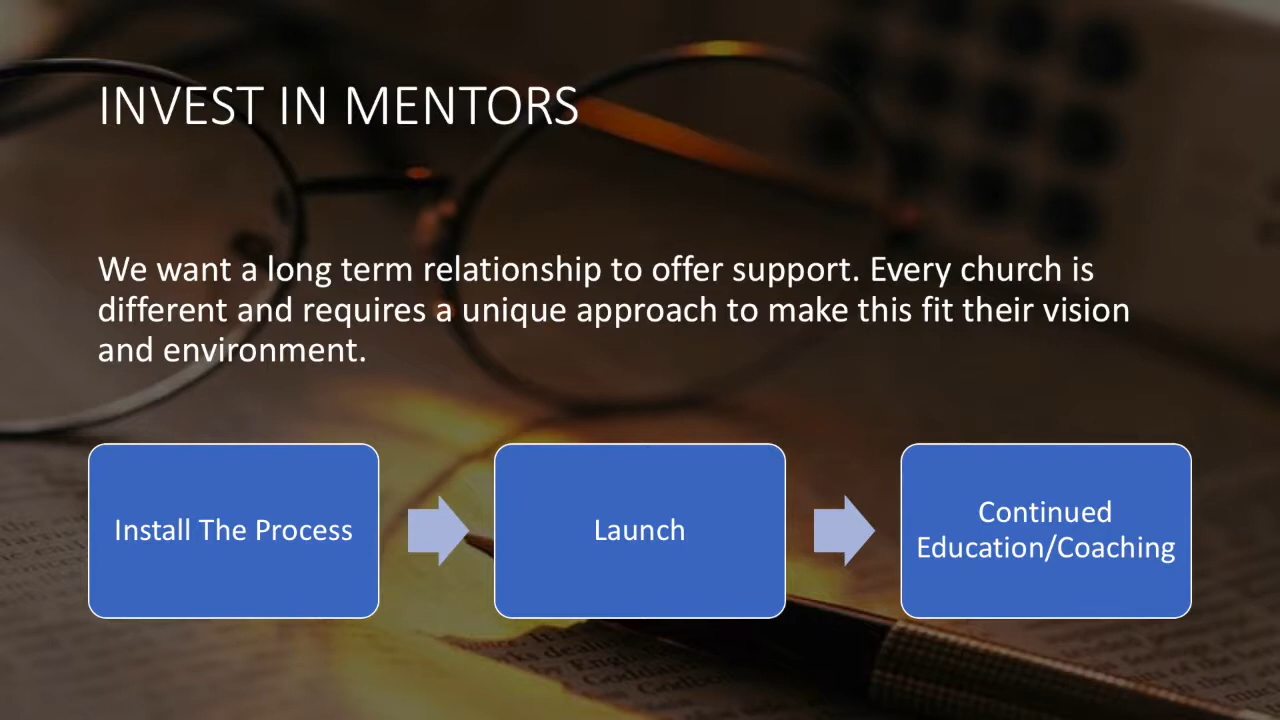 INVEST IN MENTORS
We want a long term relationship to offer support. Every church is
different and requires a unique approach to make this fit their vision
and environment.
Install The Process
Launch
Continued
Education/Coaching